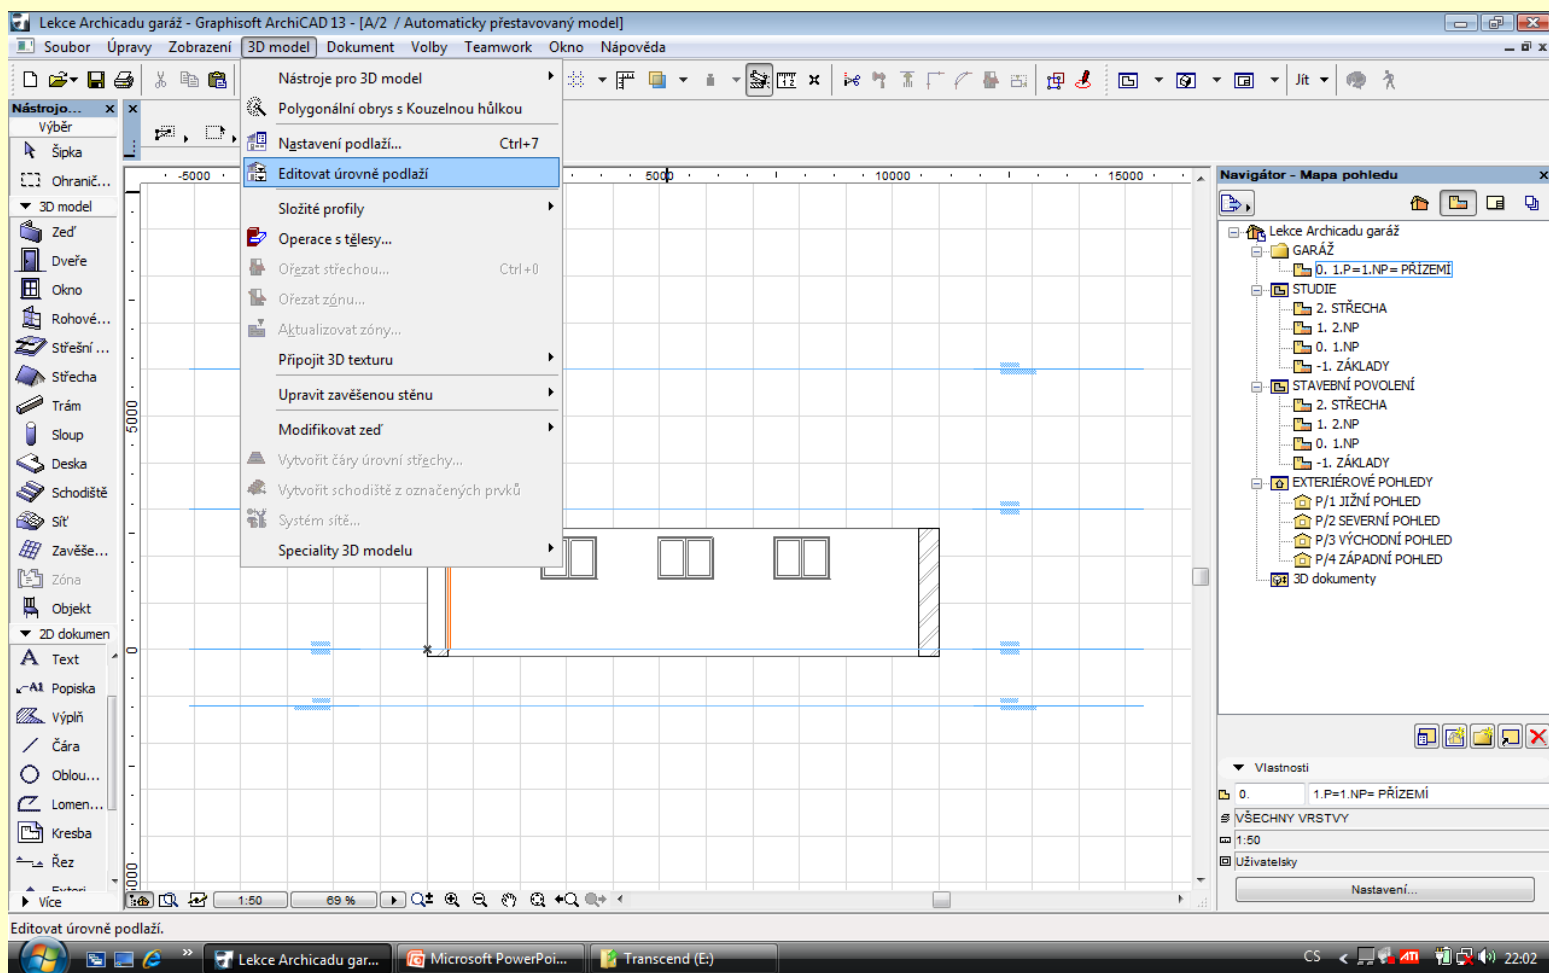 Lekce Archicadu garáž - Graphisoft ArchiCAD 13 - [A/2 / Automaticky přestavovaný model]
Soubor Úpravy Zobrazení 3D model Dokument Volby Teamwork Okno Nápověda
Jít
Nástrojo...
Výběr
Šipka
Ohranič...
3D model
Zeď
Dveře
Okno
Rohové...
Střešní ...
Střecha
Trám
Sloup
Deska
Schodiště
Síť
Zavěše...
Zóna
Objekt
2D dokumen
Text
A1 Popiska
Výplň
Čára
Oblou...
Lomen...
Kresba
Řez
Více
Nástroje pro 3D model
Polygonální obrys s Kouzelnou hůlkou
Nastavení podlaží... Ctrl+7
Editovat úrovně podlaží
Složité profily
Operace s tělesy...
Ořezat střechou... Ctrl+0
Ořezat zónu...
Aktualizovat zóny...
Připojit 3D texturu
Upravit zavěšenou stěnu
Modifikovat zeď
Vytvořit čáry úrovní střechy...
Vytvořit schodiště z označených prvků
Systém sítě...
Speciality 3D modelu
-5000 5000 10000 15000
5000
0
1:50 69 %
Navigátor - Mapa pohledu
Lekce Archicadu garáž
GARÁŽ
0. 1.P=1.NP= PŘÍZEMÍ
STUDIE
2. STŘECHA
1. 2.NP
0. 1.NP
-1. ZÁKLADY
STAVEBNÍ POVOLENÍ
2. STŘECHA
1. 2.NP
0. 1.NP
-1. ZÁKLADY
EXTERIÉROVÉ POHLEDY
P/1 JIŽNÍ POHLED
P/2 SEVERNÍ POHLED
P/3 VÝCHODNÍ POHLED
P/4 ZÁPADNÍ POHLED
3D dokumenty
Vlastnosti
0. 1.P=1.NP= PŘÍZEMÍ
VŠECHNY VRSTVY
1:50
Uživatelsky
Nastavení...
Editovat úrovně podlaží.
Lekce Archicadu gar... Microsoft PowerPoi... Transcend (E:) CS ATI 22:02